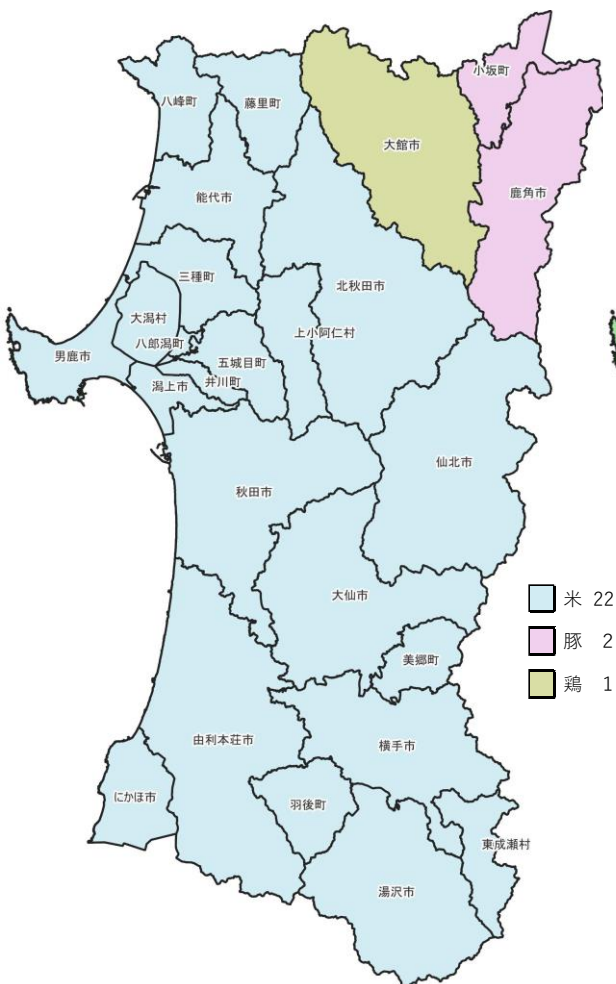 小坂町
八峰町
藤里町
大館市
鹿角市
能代市
三種町
北秋田市
大潟村
上小阿仁村
八郎潟町
男鹿市
五城目町
井川町
潟上市
仙北市
秋田市
大仙市
米 22
豚 2
美郷町
鶏 1
由利本荘市
横手市
にかほ市
羽後町
東成瀬村
湯沢市